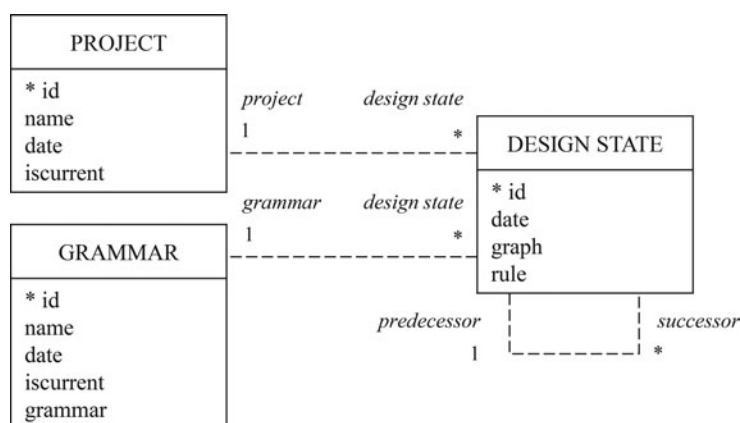 PROJECT
* id
name
date
iscurrent
project design state
1 *
DESIGN STATE
* id
date
graph
rule
grammar design state
1 *
GRAMMAR
* id
name
date
iscurrent
grammar
predecessor successor
1 *